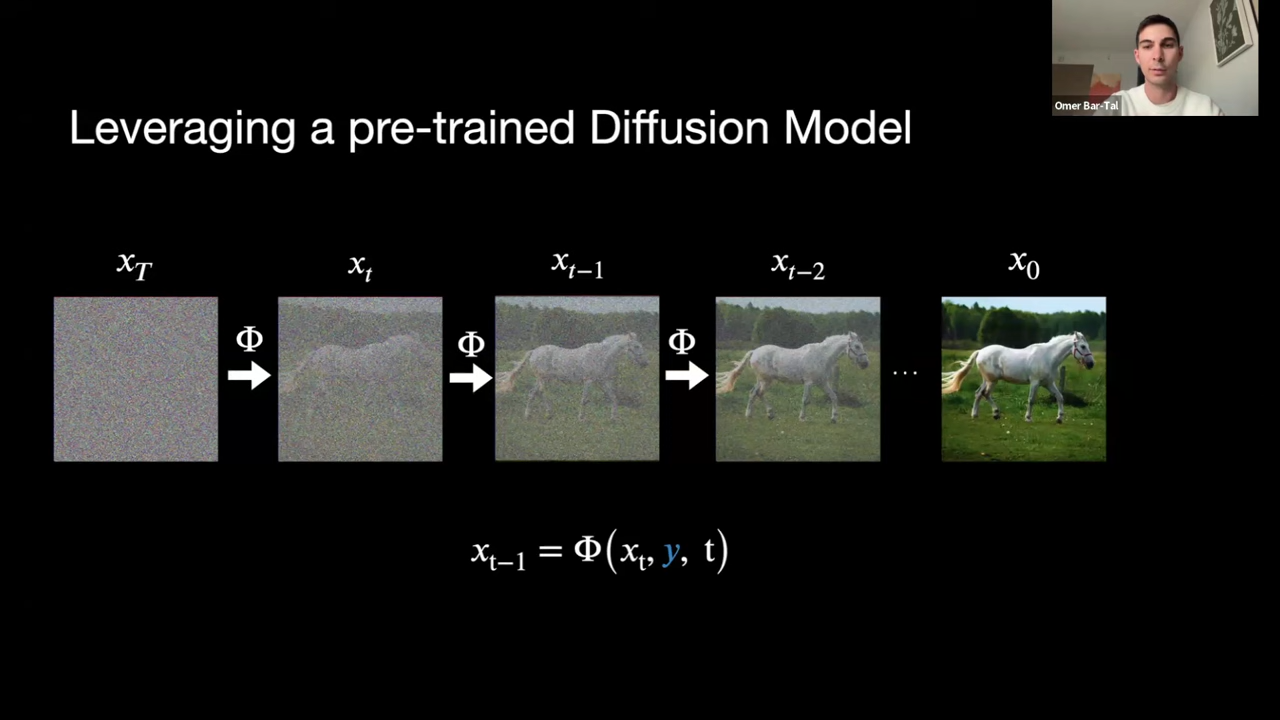 Omer Bar-Tal
Leveraging a pre-trained Diffusion Model
x_T x_t x_{t−1} x_{t−2} x_0
Φ Φ Φ ...
x_{t−1} = Φ(x_t, y, t)